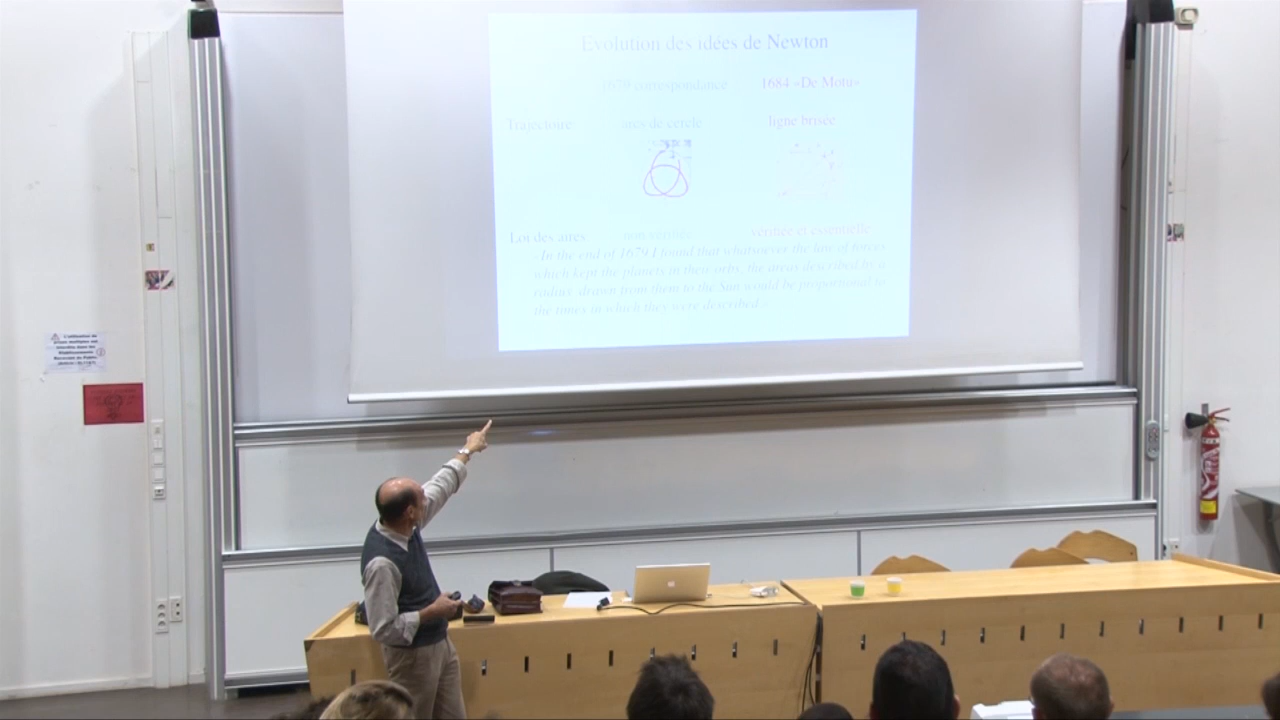 Evolution des idées de Newton
1679 correspondance 1684 «De Motu»
Trajectoire arcs de cercle ligne brisée
Loi des aires non vérifiée vérifiée et essentielle
«In the end of 1679 I found that whatsoever the law of forces
which kept the planets in their orbs, the areas described by a
radius drawn from them to the Sun would be proportional to
the times in which they were described